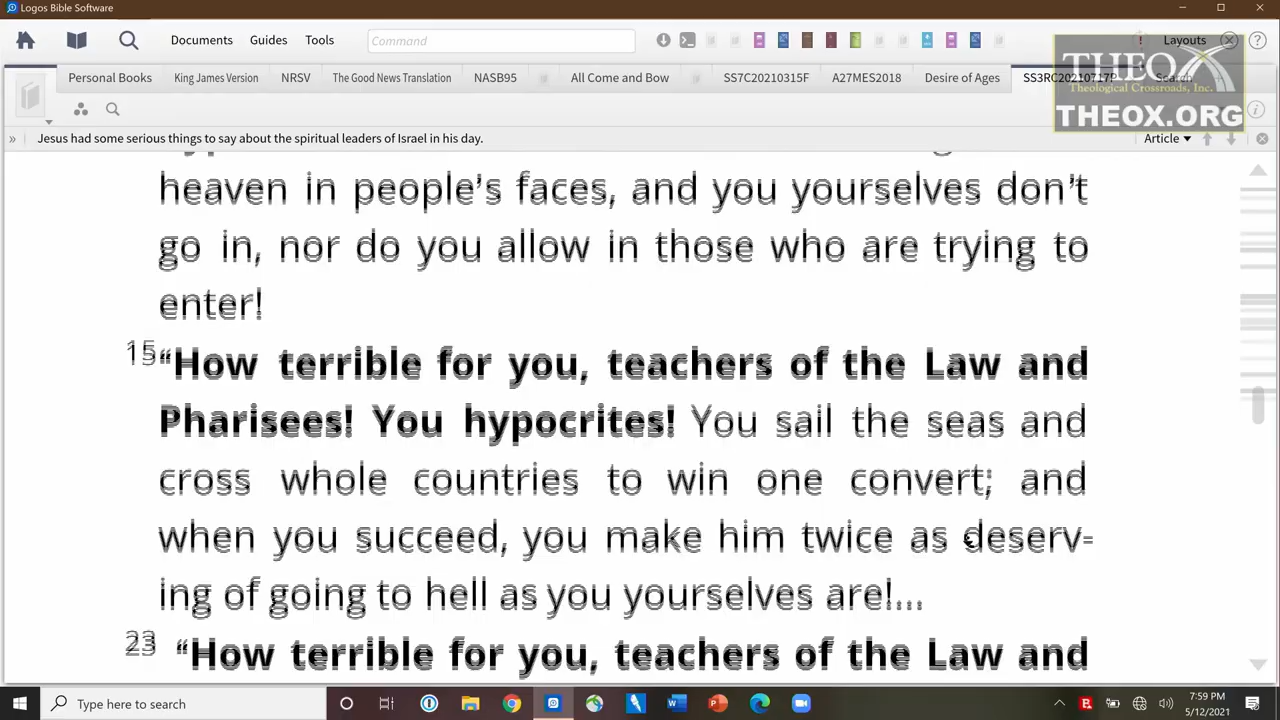 Logos Bible Software
Documents Guides Tools Command Layouts
THEOX
Theological Crossroads, Inc.
THEOX.ORG
Personal Books King James Version NRSV The Good News Translation NASB95 All Come and Bow SS7C20210315F A27MES2018 Desire of Ages SS3RC20210717P Search
» Jesus had some serious things to say about the spiritual leaders of Israel in his day. Article
heaven in people's faces, and you yourselves don't
go in, nor do you allow in those who are trying to
enter!
15 “How terrible for you, teachers of the Law and
Pharisees! You hypocrites! You sail the seas and
cross whole countries to win one convert; and
when you succeed, you make him twice as deserv-
ing of going to hell as you yourselves are!...
23 “How terrible for you, teachers of the Law and
Type here to search
7:59 PM
5/12/2021